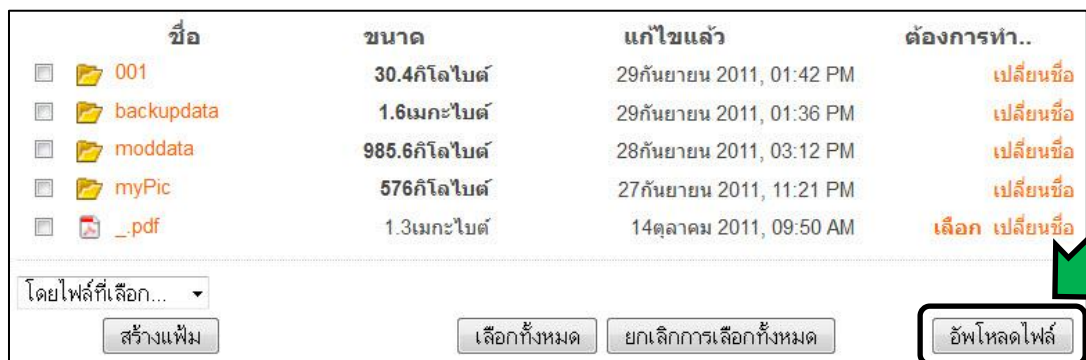 ชื่อ ขนาด แก้ไขแล้ว ต้องการทำ..
001 30.4กิโลไบต์ 29กันยายน 2011, 01:42 PM เปลี่ยนชื่อ
backupdata 1.6เมกะไบต์ 29กันยายน 2011, 01:36 PM เปลี่ยนชื่อ
moddata 985.6กิโลไบต์ 28กันยายน 2011, 03:12 PM เปลี่ยนชื่อ
myPic 576กิโลไบต์ 27กันยายน 2011, 11:21 PM เปลี่ยนชื่อ
_.pdf 1.3เมกะไบต์ 14ตุลาคม 2011, 09:50 AM เลือก เปลี่ยนชื่อ
โดยไฟล์ที่เลือก...
สร้างแฟ้ม เลือกทั้งหมด ยกเลิกการเลือกทั้งหมด อัพโหลดไฟล์